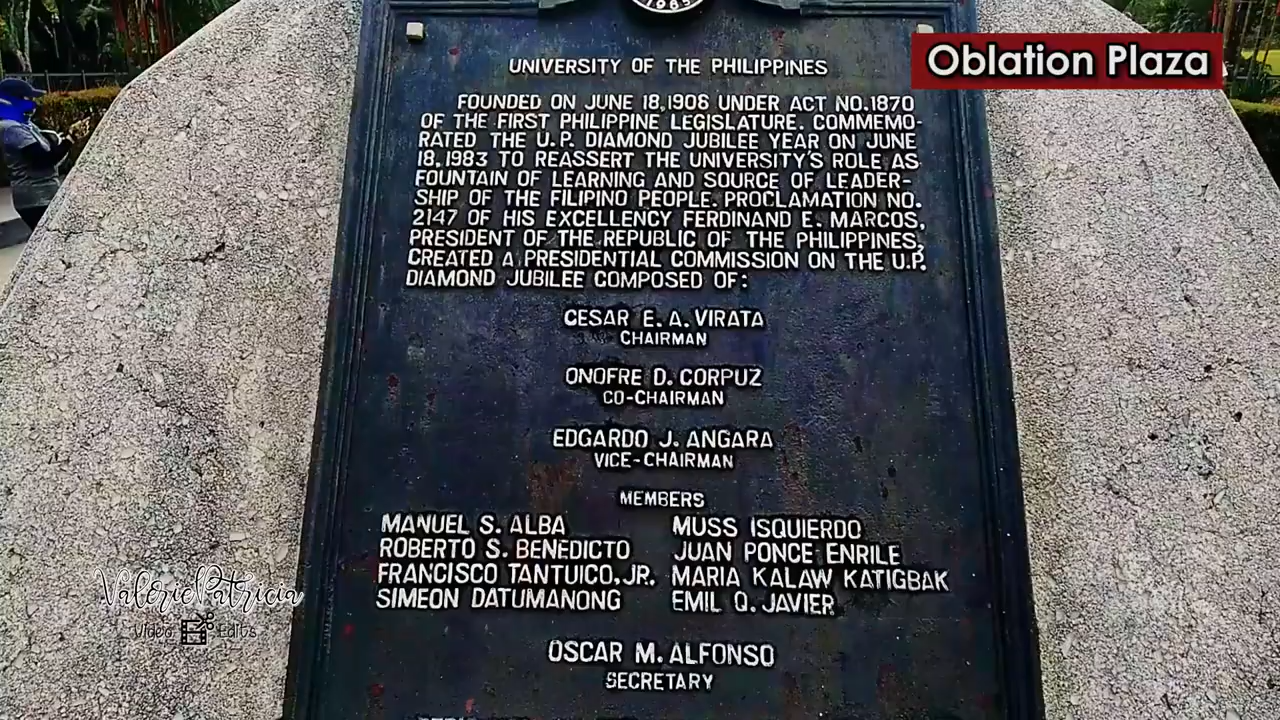 1983
Oblation Plaza
UNIVERSITY OF THE PHILIPPINES
FOUNDED ON JUNE 18,1908 UNDER ACT NO.1870
OF THE FIRST PHILIPPINE LEGISLATURE. COMMEMO-
RATED THE U.P. DIAMOND JUBILEE YEAR ON JUNE
18,1983 TO REASSERT THE UNIVERSITY'S ROLE AS
FOUNTAIN OF LEARNING AND SOURCE OF LEADER-
SHIP OF THE FILIPINO PEOPLE. PROCLAMATION NO.
2147 OF HIS EXCELLENCY FERDINAND E. MARCOS,
PRESIDENT OF THE REPUBLIC OF THE PHILIPPINES,
CREATED A PRESIDENTIAL COMMISSION ON THE U.P.
DIAMOND JUBILEE COMPOSED OF:
CESAR E. A. VIRATA
CHAIRMAN
ONOFRE D. CORPUZ
CO-CHAIRMAN
EDGARDO J. ANGARA
VICE-CHAIRMAN
MEMBERS
MANUEL S. ALBA MUSS IZQUIERDO
ROBERTO S. BENEDICTO JUAN PONCE ENRILE
FRANCISCO TANTUICO,JR. MARIA KALAW KATIGBAK
SIMEON DATUMANONG EMIL Q. JAVIER
OSCAR M. ALFONSO
SECRETARY
Valerie Patricia
Video Edits